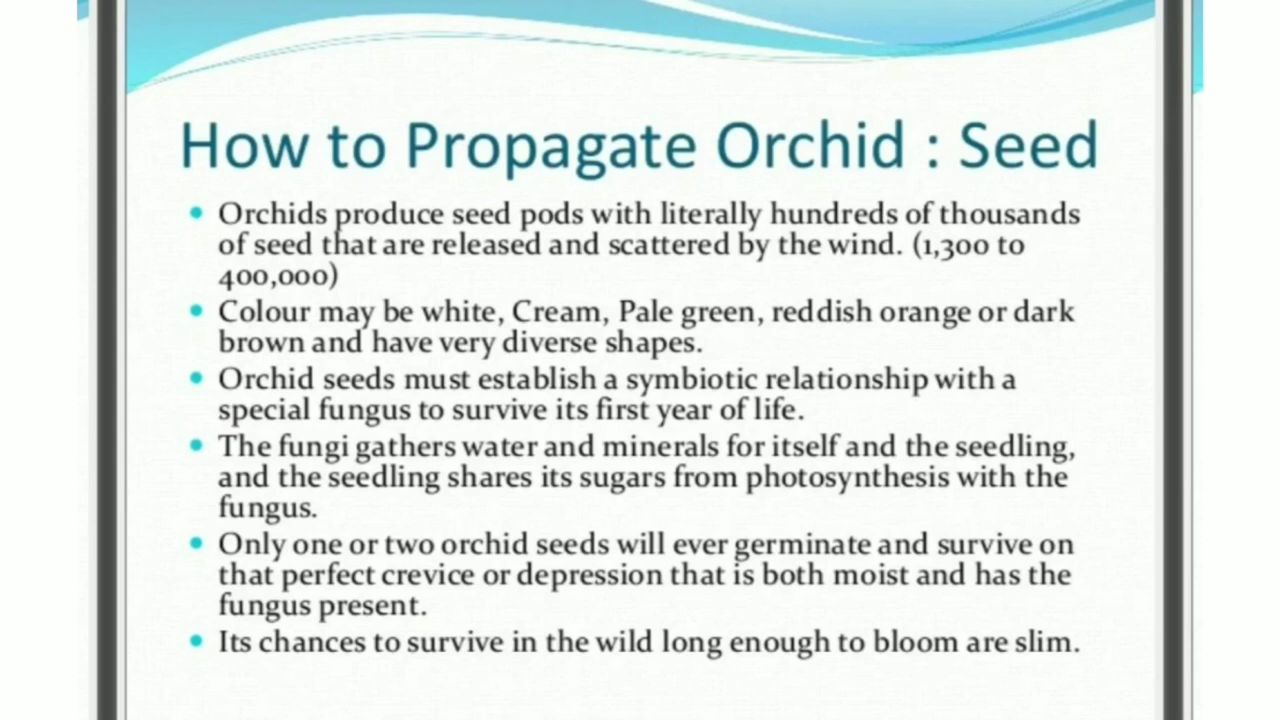 How to Propagate Orchid : Seed
• Orchids produce seed pods with literally hundreds of thousands
of seed that are released and scattered by the wind. (1,300 to
400,000)
• Colour may be white, Cream, Pale green, reddish orange or dark
brown and have very diverse shapes.
• Orchid seeds must establish a symbiotic relationship with a
special fungus to survive its first year of life.
• The fungi gathers water and minerals for itself and the seedling,
and the seedling shares its sugars from photosynthesis with the
fungus.
• Only one or two orchid seeds will ever germinate and survive on
that perfect crevice or depression that is both moist and has the
fungus present.
• Its chances to survive in the wild long enough to bloom are slim.